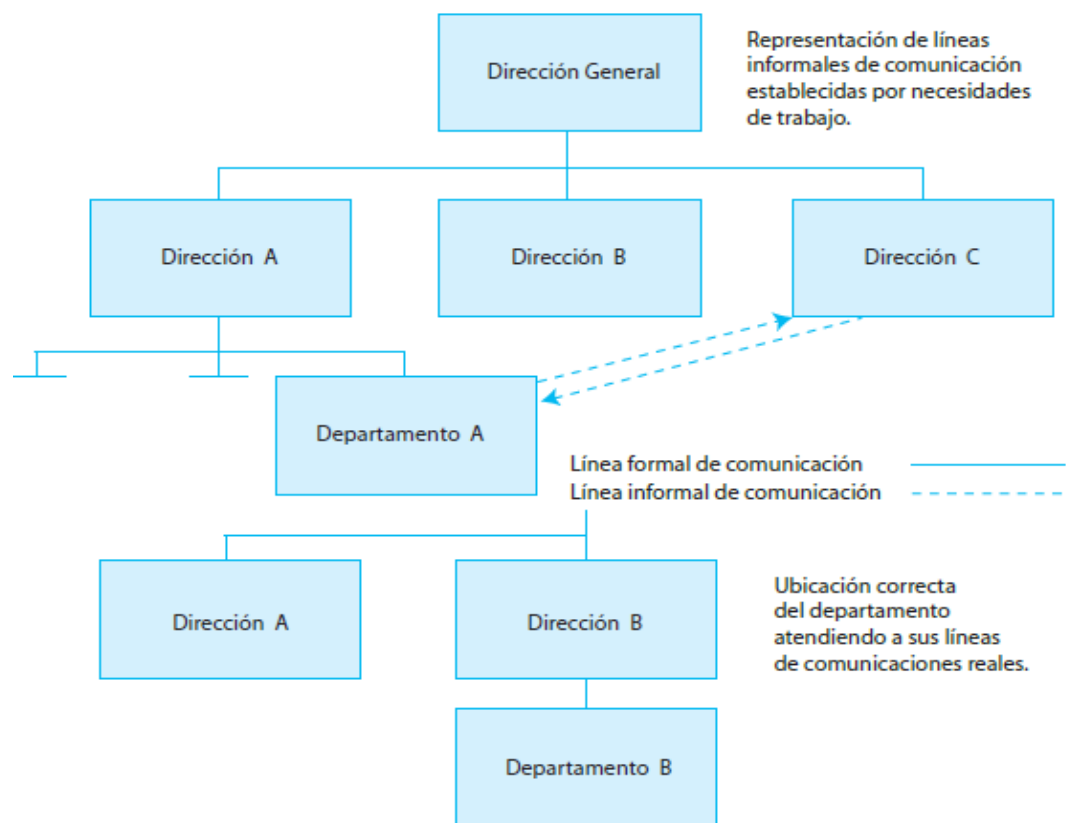 Dirección General
Representación de líneas
informales de comunicación
establecidas por necesidades
de trabajo.
Dirección A
Dirección B
Dirección C
Departamento A
Línea formal de comunicación
Línea informal de comunicación
Dirección A
Dirección B
Ubicación correcta
del departamento
atendiendo a sus líneas
de comunicaciones reales.
Departamento B